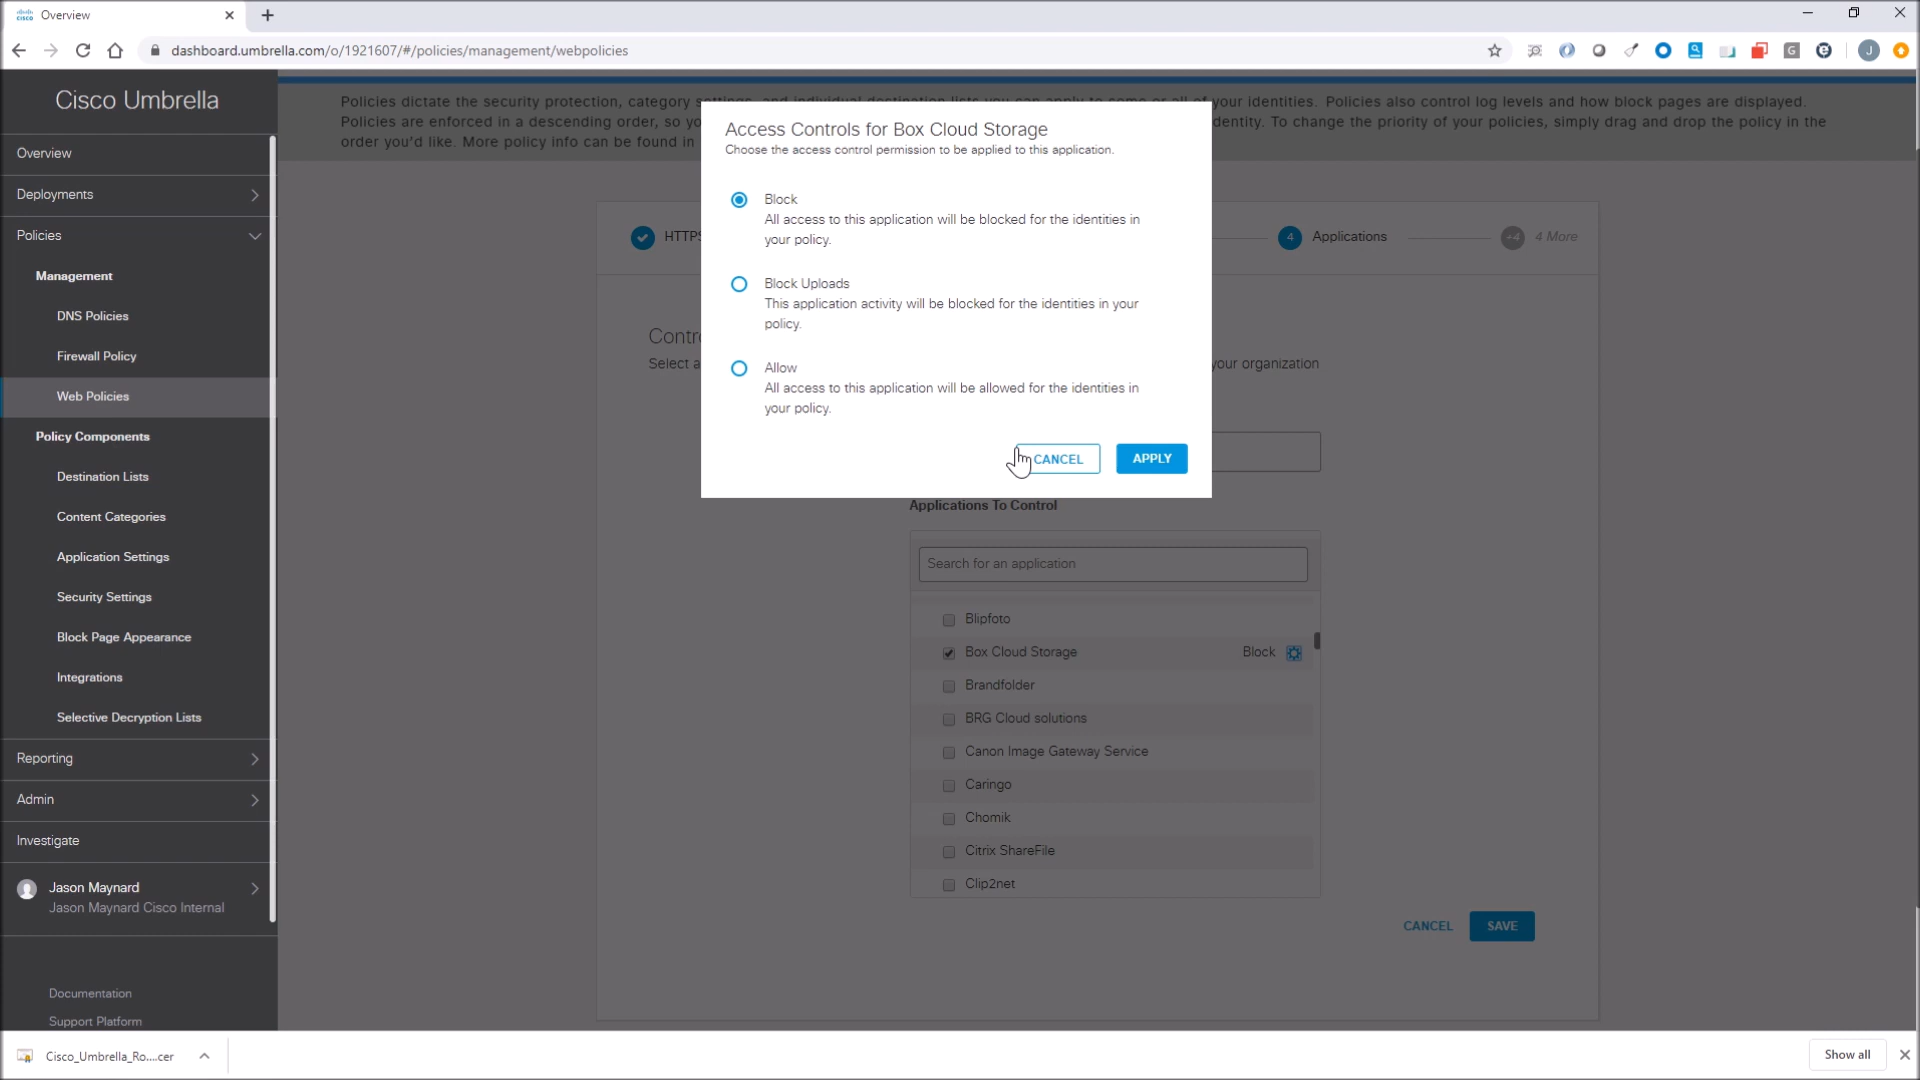 Overview
dashboard.umbrella.com/o/1921607/#/policies/management/webpolicies
G
J
Cisco Umbrella
Overview
Deployments
Policies
Management
DNS Policies
Firewall Policy
Web Policies
Policy Components
Destination Lists
Content Categories
Application Settings
Security Settings
Block Page Appearance
Integrations
Selective Decryption Lists
Reporting
Admin
Investigate
Jason Maynard
Jason Maynard Cisco Internal
Documentation
Support Platform
Policies dictate the security protection, category settings, and individual destination lists you can apply to some or all of your identities. Policies also control log levels and how block pages are displayed.
Policies are enforced in a descending order, so yo dentity. To change the priority of your policies, simply drag and drop the policy in the
order you'd like. More policy info can be found in
HTTPS
4 Applications
+4 4 More
Contro
Select a your organization
Access Controls for Box Cloud Storage
Choose the access control permission to be applied to this application.
Block
All access to this application will be blocked for the identities in
your policy.
Block Uploads
This application activity will be blocked for the identities in your
policy.
Allow
All access to this application will be allowed for the identities in
your policy.
CANCEL APPLY
Applications To Control
Search for an application
Blipfoto
Box Cloud Storage Block
Brandfolder
BRG Cloud solutions
Canon Image Gateway Service
Caringo
Chomik
Citrix ShareFile
Clip2net
CANCEL SAVE
Cisco_Umbrella_Ro....cer
Show all